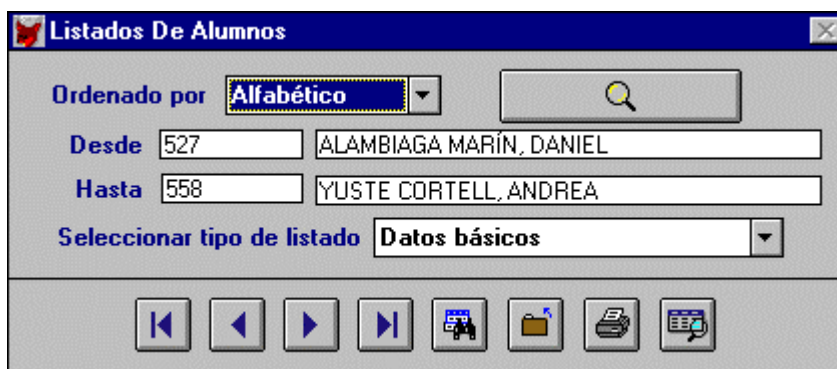 Listados De Alumnos
Ordenado por Alfabético
Desde 527 ALAMBIAGA MARÍN, DANIEL
Hasta 558 YUSTE CORTELL, ANDREA
Seleccionar tipo de listado Datos básicos